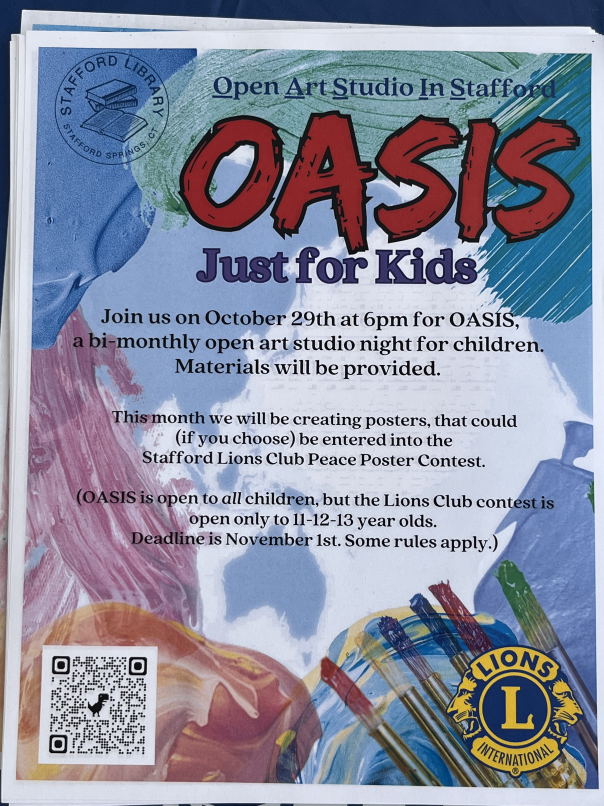 STAFFORD LIBRARY
STAFFORD SPRINGS, CT
Open Art Studio In Stafford
OASIS
Just for Kids
Join us on October 29th at 6pm for OASIS,
a bi-monthly open art studio night for children.
Materials will be provided.
This month we will be creating posters, that could
(if you choose) be entered into the
Stafford Lions Club Peace Poster Contest.
(OASIS is open to all children, but the Lions Club contest is
open only to 11-12-13 year olds.
Deadline is November 1st. Some rules apply.)
LIONS
L
INTERNATIONAL
®